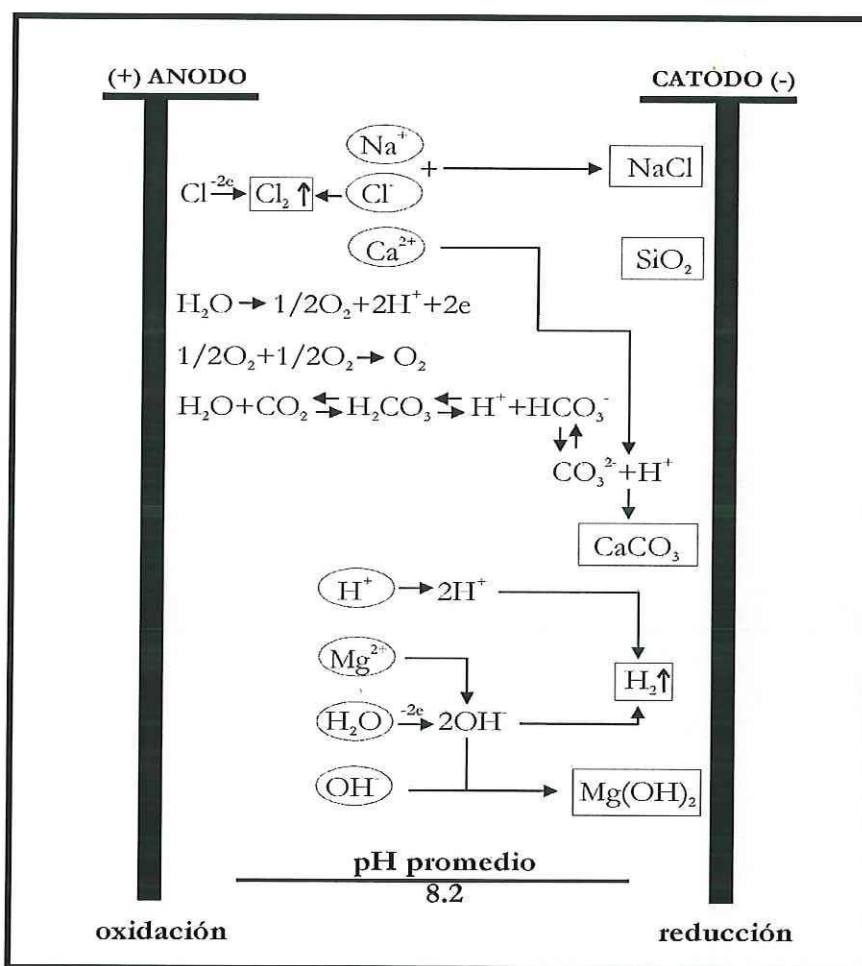 (+) ANODO
CATODO (-)
Na⁺
+
NaCl
Cl -2e → Cl₂ ↑ ← Cl⁻
Ca²⁺
SiO₂
H₂O → 1/2O₂+2H⁺+2e
1/2O₂+1/2O₂ → O₂
H₂O+CO₂ ⇌ H₂CO₃ ⇌ H⁺+HCO₃⁻
CO₃²⁻+H⁺
CaCO₃
H⁺ → 2H⁺
Mg²⁺
H₂↑
H₂O -2e → 2OH⁻
OH⁻
Mg(OH)₂
pH promedio
8.2
oxidación
reducción